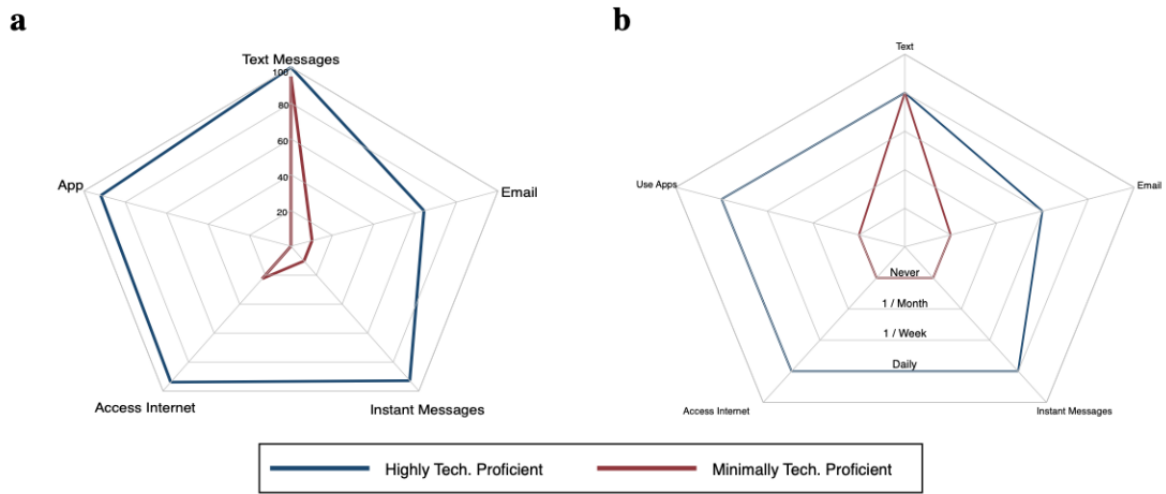 a
Text Messages
100
80
60
40
20
App
Email
Access Internet
Instant Messages
b
Text
Use Apps
Email
Never
1 / Month
1 / Week
Daily
Access Internet
Instant Messages
Highly Tech. Proficient
Minimally Tech. Proficient